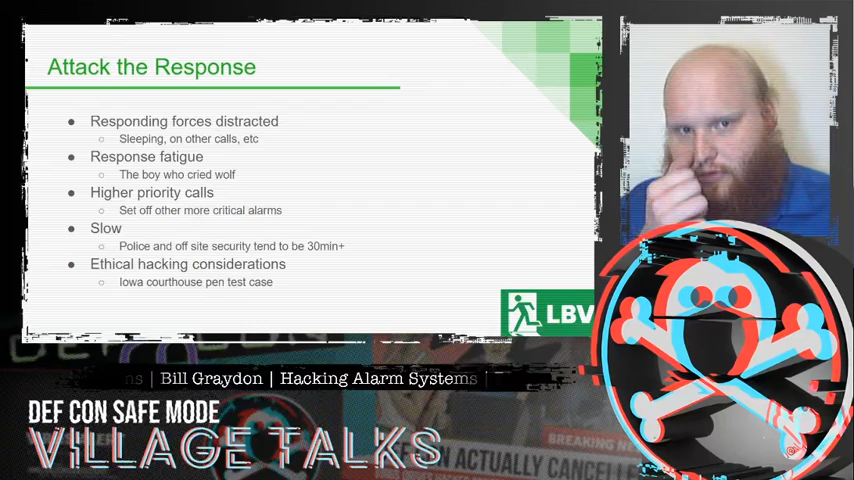 Attack the Response
● Responding forces distracted
○ Sleeping, on other calls, etc
● Response fatigue
○ The boy who cried wolf
● Higher priority calls
○ Set off other more critical alarms
● Slow
○ Police and off site security tend to be 30min+
● Ethical hacking considerations
○ Iowa courthouse pen test case
LBV
| Bill Graydon | Hacking Alarm Systems |
DEF CON SAFE MODE
VILLAGE TALKS
BREAKING
ACTUALLY